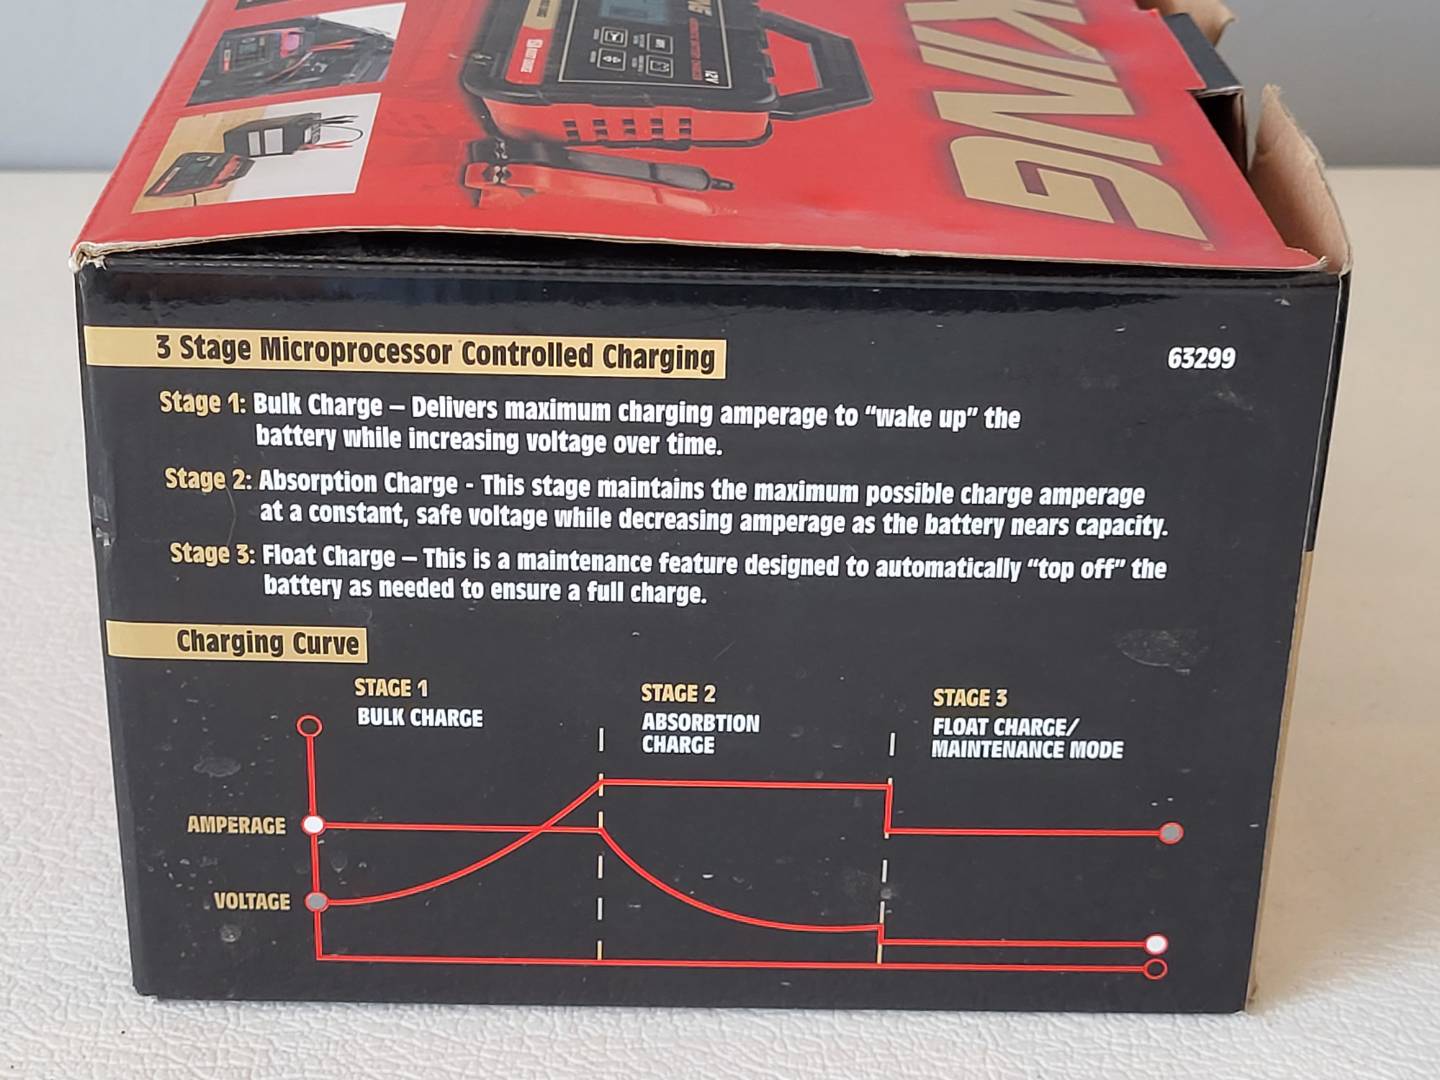 KING
12V
3 Stage Microprocessor Controlled Charging
63299
Stage 1: Bulk Charge – Delivers maximum charging amperage to “wake up” the
battery while increasing voltage over time.
Stage 2: Absorption Charge - This stage maintains the maximum possible charge amperage
at a constant, safe voltage while decreasing amperage as the battery nears capacity.
Stage 3: Float Charge – This is a maintenance feature designed to automatically “top off” the
battery as needed to ensure a full charge.
Charging Curve
STAGE 1
BULK CHARGE
STAGE 2
ABSORBTION
CHARGE
STAGE 3
FLOAT CHARGE/
MAINTENANCE MODE
AMPERAGE
VOLTAGE